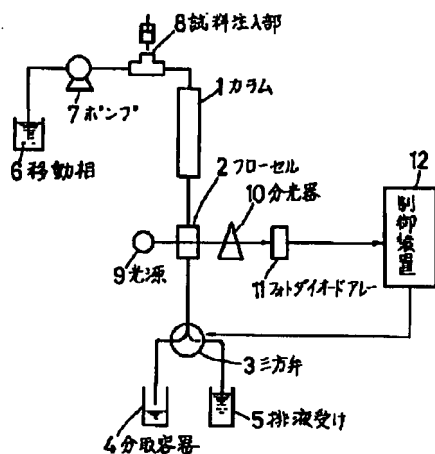 8試料注入部
7ポンプ
1カラム
6移動相
2フローセル
10分光器
12
制御装置
9光源
11フォトダイオードアレー
3三方弁
4分取容器
5排液受け